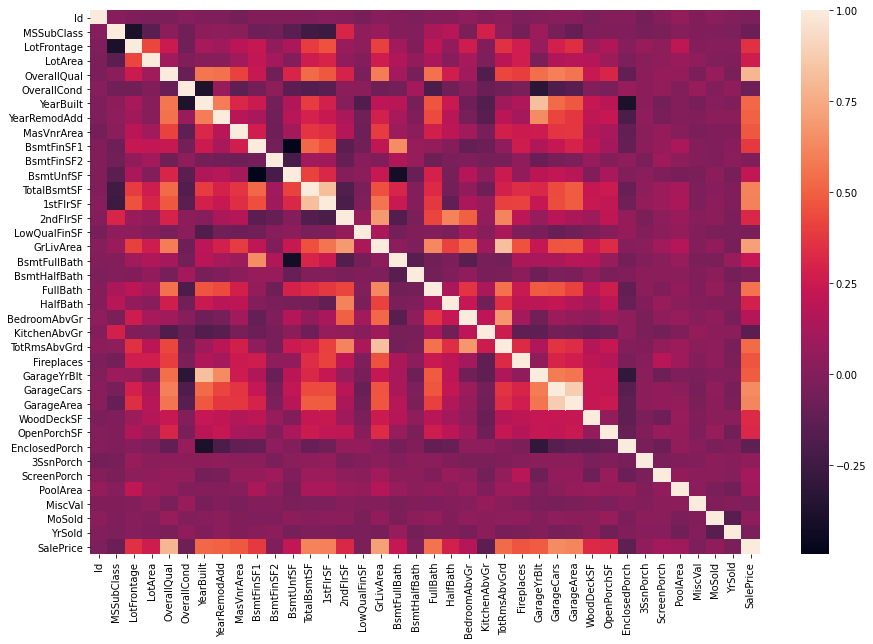 Id
MSSubClass
LotFrontage
LotArea
OverallQual
OverallCond
YearBuilt
YearRemodAdd
MasVnrArea
BsmtFinSF1
BsmtFinSF2
BsmtUnfSF
TotalBsmtSF
1stFlrSF
2ndFlrSF
LowQualFinSF
GrLivArea
BsmtFullBath
BsmtHalfBath
FullBath
HalfBath
BedroomAbvGr
KitchenAbvGr
TotRmsAbvGrd
Fireplaces
GarageYrBlt
GarageCars
GarageArea
WoodDeckSF
OpenPorchSF
EnclosedPorch
3SsnPorch
ScreenPorch
PoolArea
MiscVal
MoSold
YrSold
SalePrice
Id
MSSubClass
LotFrontage
LotArea
OverallQual
OverallCond
YearBuilt
YearRemodAdd
MasVnrArea
BsmtFinSF1
BsmtFinSF2
BsmtUnfSF
TotalBsmtSF
1stFlrSF
2ndFlrSF
LowQualFinSF
GrLivArea
BsmtFullBath
BsmtHalfBath
FullBath
HalfBath
BedroomAbvGr
KitchenAbvGr
TotRmsAbvGrd
Fireplaces
GarageYrBlt
GarageCars
GarageArea
WoodDeckSF
OpenPorchSF
EnclosedPorch
3SsnPorch
ScreenPorch
PoolArea
MiscVal
MoSold
YrSold
SalePrice
1.00
0.75
0.50
0.25
0.00
−0.25